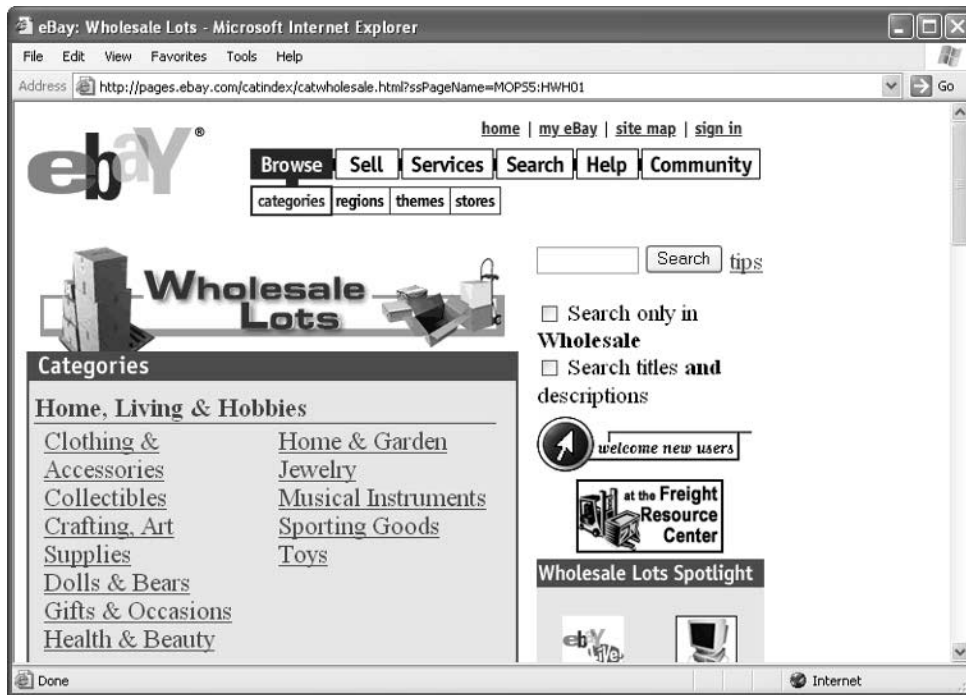 eBay: Wholesale Lots - Microsoft Internet Explorer
File Edit View Favorites Tools Help
Address http://pages.ebay.com/catindex/catwholesale.html?ssPageName=MOPS5:HWH01 Go
home | my eBay | site map | sign in
ebaY®
Browse Sell Services Search Help Community
categories regions themes stores
Wholesale
Lots
Search tips
Search only in
Wholesale
Search titles and
descriptions
welcome new users
at the Freight
Resource
Center
Wholesale Lots Spotlight
ebaY
live
Categories
Home, Living & Hobbies
Clothing &
Accessories
Collectibles
Crafting, Art
Supplies
Dolls & Bears
Gifts & Occasions
Health & Beauty
Home & Garden
Jewelry
Musical Instruments
Sporting Goods
Toys
Done Internet